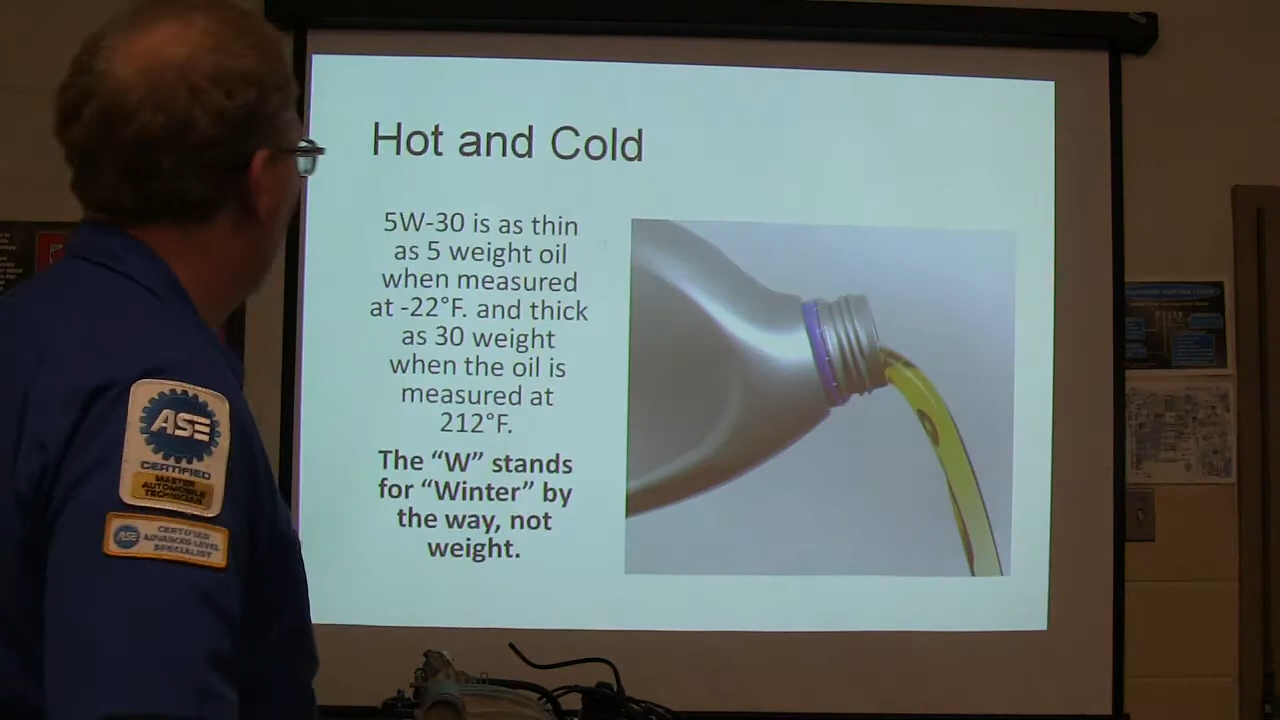 Hot and Cold
5W-30 is as thin
as 5 weight oil
when measured
at -22°F. and thick
as 30 weight
when the oil is
measured at
212°F.
The “W” stands
for “Winter” by
the way, not
weight.
ASE
CERTIFIED
MASTER
AUTOMOBILE
TECHNICIAN
ASE
CERTIFIED
ADVANCED LEVEL
SPECIALIST